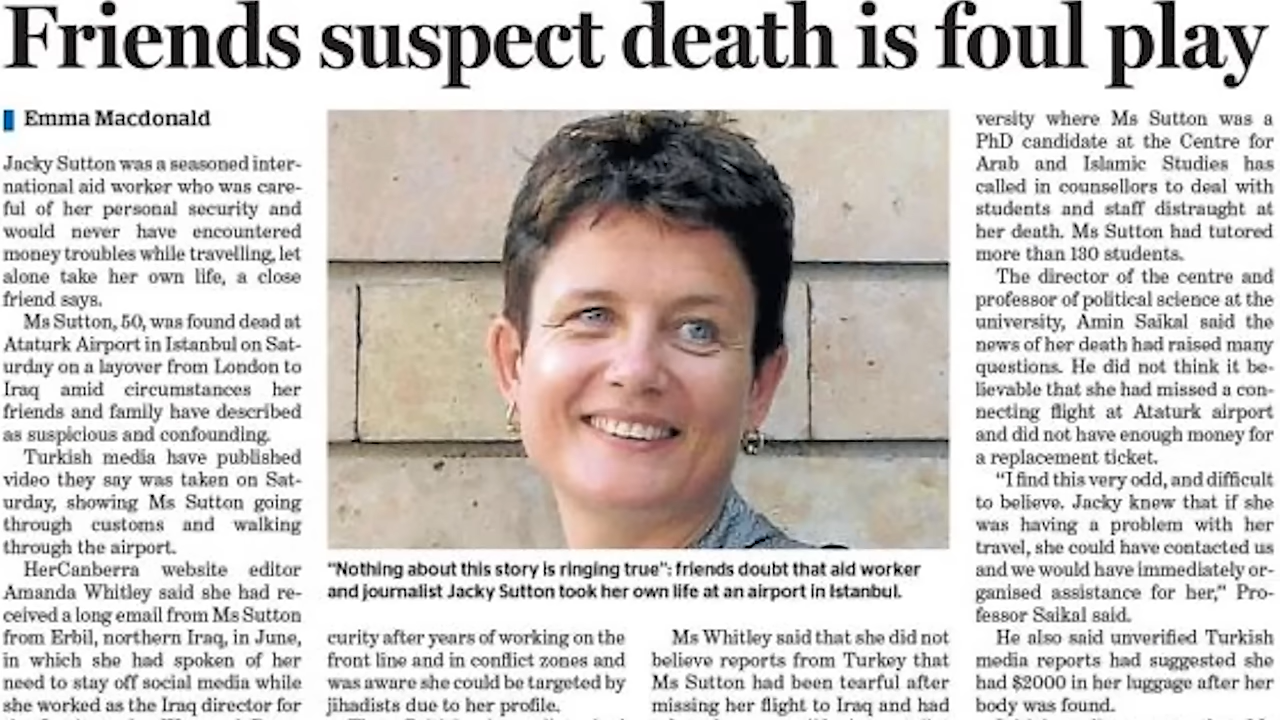 Friends suspect death is foul play
Emma Macdonald
Jacky Sutton was a seasoned inter-
national aid worker who was care-
ful of her personal security and
would never have encountered
money troubles while travelling, let
alone take her own life, a close
friend says.
Ms Sutton, 50, was found dead at
Ataturk Airport in Istanbul on Sat-
urday on a layover from London to
Iraq amid circumstances her
friends and family have described
as suspicious and confounding.
Turkish media have published
video they say was taken on Sat-
urday, showing Ms Sutton going
through customs and walking
through the airport.
HerCanberra website editor
Amanda Whitley said she had re-
ceived a long email from Ms Sutton
from Erbil, northern Iraq, in June,
in which she had spoken of her
need to stay off social media while
she worked as the Iraq director for
"Nothing about this story is ringing true": friends doubt that aid worker
and journalist Jacky Sutton took her own life at an airport in Istanbul.
curity after years of working on the
front line and in conflict zones and
was aware she could be targeted by
jihadists due to her profile.
Ms Whitley said that she did not
believe reports from Turkey that
Ms Sutton had been tearful after
missing her flight to Iraq and had
versity where Ms Sutton was a
PhD candidate at the Centre for
Arab and Islamic Studies has
called in counsellors to deal with
students and staff distraught at
her death. Ms Sutton had tutored
more than 130 students.
The director of the centre and
professor of political science at the
university, Amin Saikal said the
news of her death had raised many
questions. He did not think it be-
lievable that she had missed a con-
necting flight at Ataturk airport
and did not have enough money for
a replacement ticket.
"I find this very odd, and difficult
to believe. Jacky knew that if she
was having a problem with her
travel, she could have contacted us
and we would have immediately or-
ganised assistance for her," Pro-
fessor Saikal said.
He also said unverified Turkish
media reports had suggested she
had $2000 in her luggage after her
body was found.